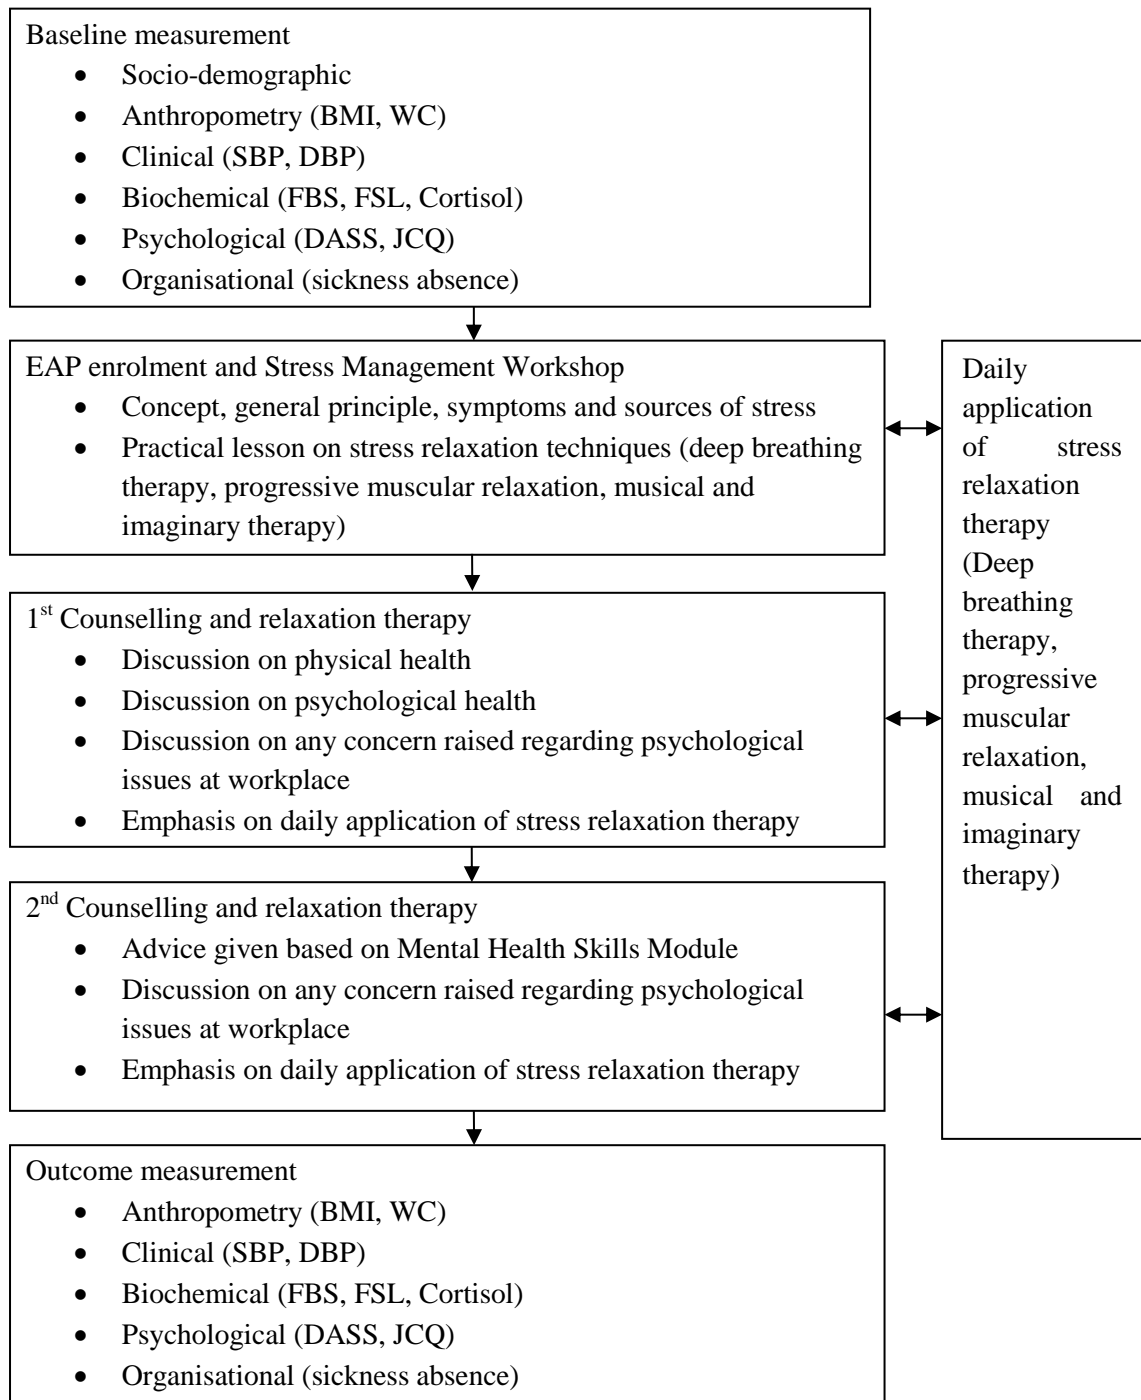 Baseline measurement
• Socio-demographic
• Anthropometry (BMI, WC)
• Clinical (SBP, DBP)
• Biochemical (FBS, FSL, Cortisol)
• Psychological (DASS, JCQ)
• Organisational (sickness absence)
EAP enrolment and Stress Management Workshop
• Concept, general principle, symptoms and sources of stress
• Practical lesson on stress relaxation techniques (deep breathing
therapy, progressive muscular relaxation, musical and
imaginary therapy)
1st Counselling and relaxation therapy
• Discussion on physical health
• Discussion on psychological health
• Discussion on any concern raised regarding psychological
issues at workplace
• Emphasis on daily application of stress relaxation therapy
2nd Counselling and relaxation therapy
• Advice given based on Mental Health Skills Module
• Discussion on any concern raised regarding psychological
issues at workplace
• Emphasis on daily application of stress relaxation therapy
Outcome measurement
• Anthropometry (BMI, WC)
• Clinical (SBP, DBP)
• Biochemical (FBS, FSL, Cortisol)
• Psychological (DASS, JCQ)
• Organisational (sickness absence)
Daily
application
of stress
relaxation
therapy
(Deep
breathing
therapy,
progressive
muscular
relaxation,
musical and
imaginary
therapy)